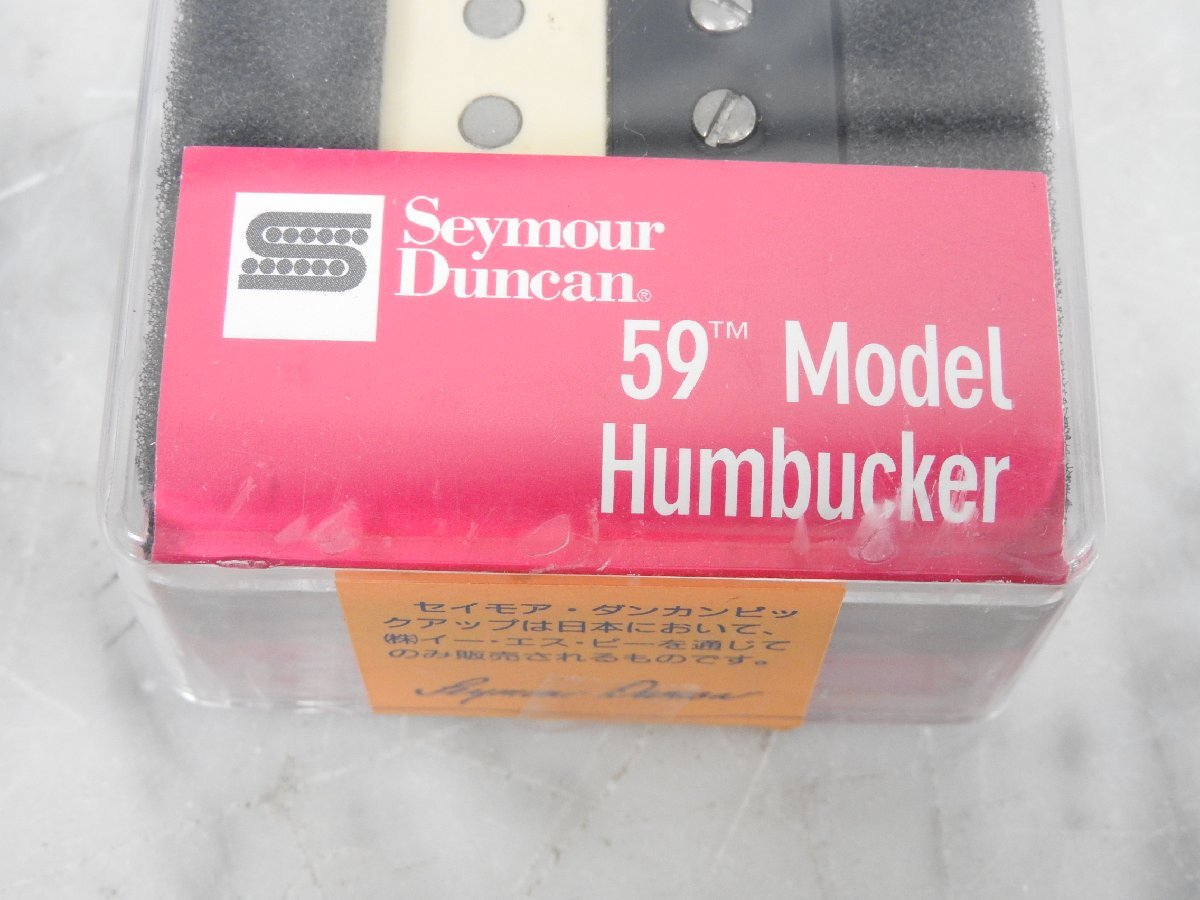 Seymour
Duncan®
59™ Model
Humbucker
セイモア・ダンカンピッ
クアップは日本において、
㈱イー・エス・ピーを通じて
のみ販売されるものです。
Seymour Duncan